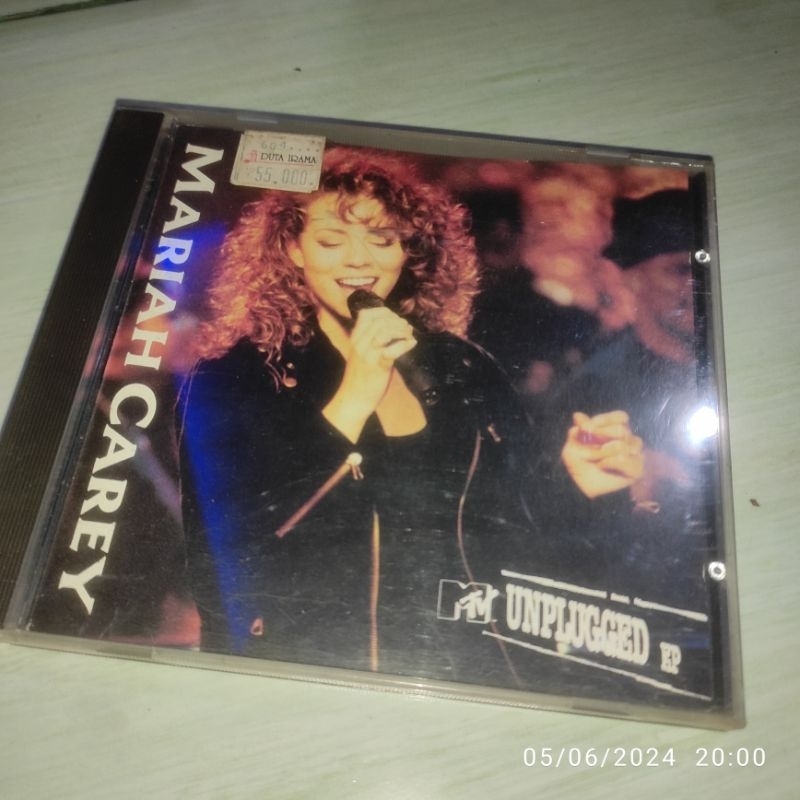 MARIAH CAREY
DUTA IRAMA
55.000.
MTV UNPLUGGED EP
05/06/2024 20:00